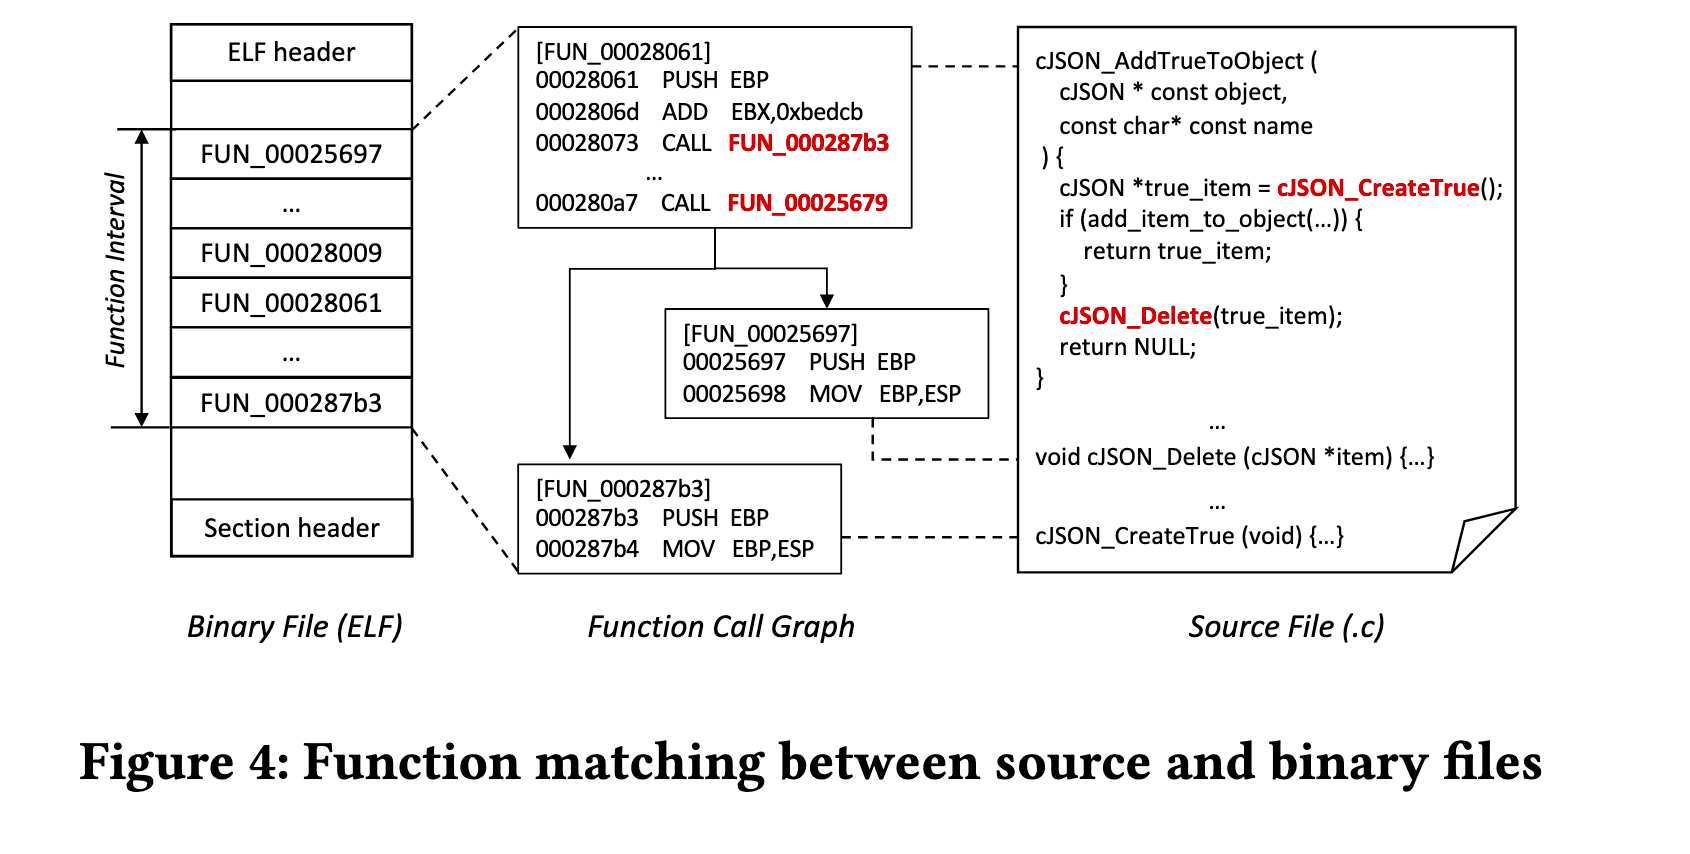 ELF header
Function Interval
FUN_00025697
...
FUN_00028009
FUN_00028061
...
FUN_000287b3
Section header
Binary File (ELF)
[FUN_00028061]
00028061 PUSH EBP
0002806d ADD EBX,0xbedcb
00028073 CALL FUN_000287b3
...
000280a7 CALL FUN_00025679
[FUN_00025697]
00025697 PUSH EBP
00025698 MOV EBP,ESP
[FUN_000287b3]
000287b3 PUSH EBP
000287b4 MOV EBP,ESP
Function Call Graph
cJSON_AddTrueToObject (
cJSON * const object,
const char* const name
) {
cJSON *true_item = cJSON_CreateTrue();
if (add_item_to_object(...)) {
return true_item;
}
cJSON_Delete(true_item);
return NULL;
}
...
void cJSON_Delete (cJSON *item) {...}
...
cJSON_CreateTrue (void) {...}
Source File (.c)
Figure 4: Function matching between source and binary files